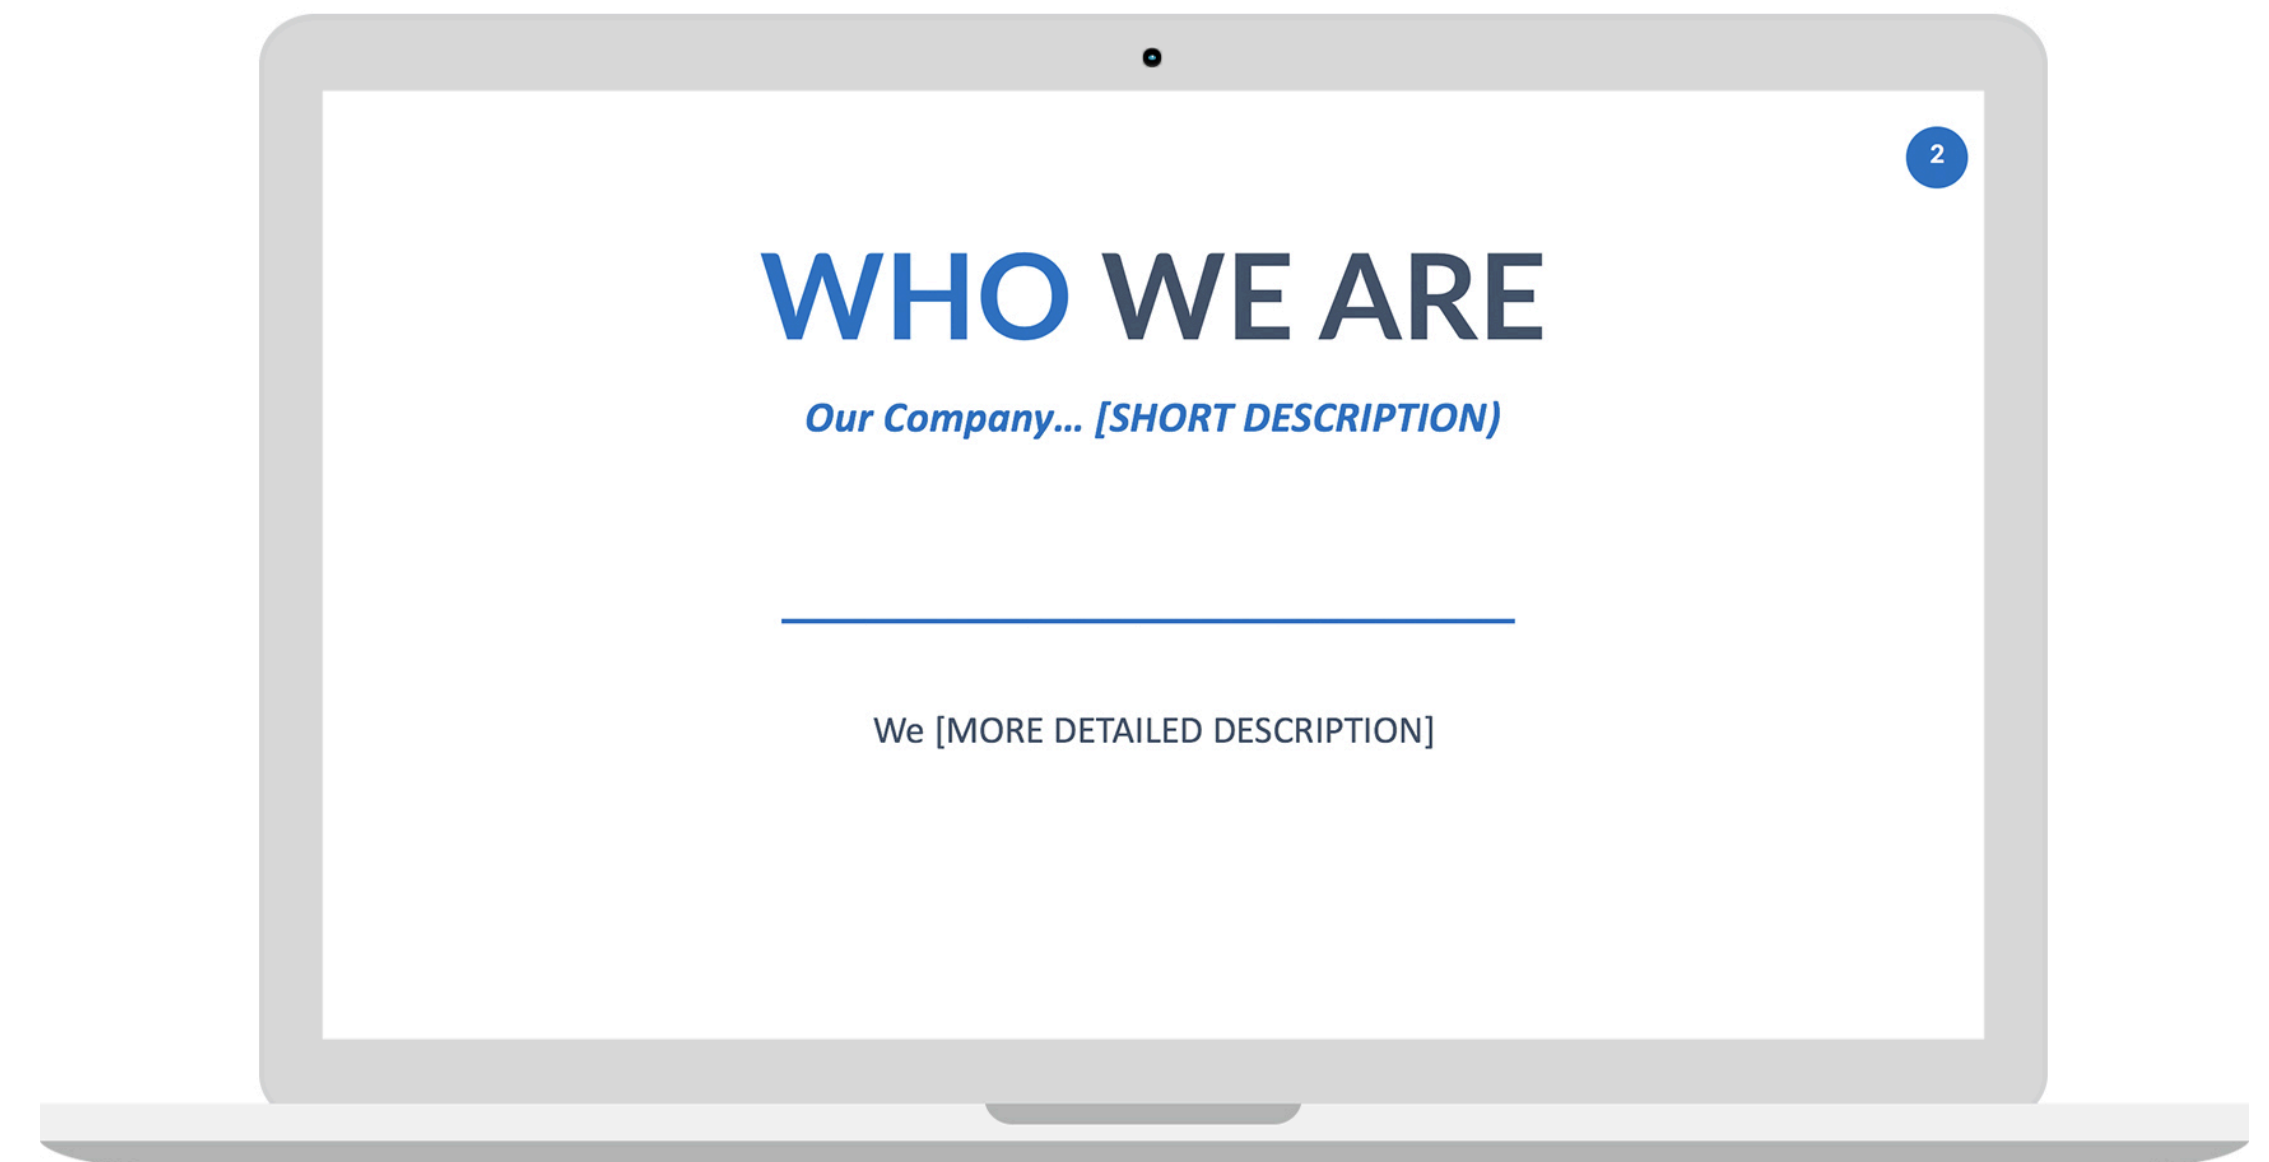 2
WHO WE ARE
Our Company... [SHORT DESCRIPTION)
We [MORE DETAILED DESCRIPTION]